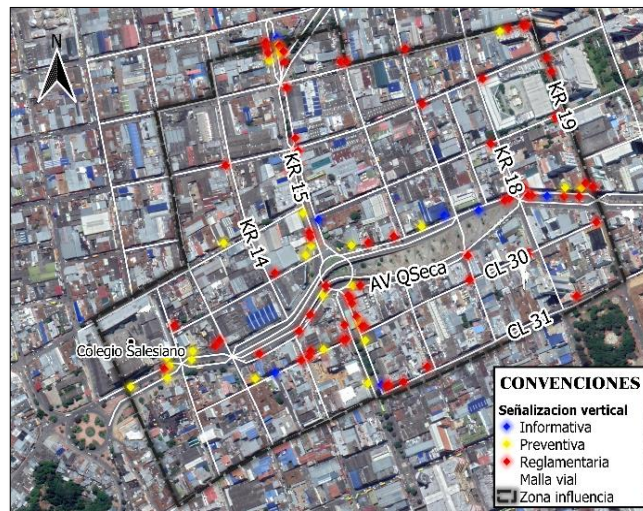 N
KR 19
KR 15
KR 18
KR 14
AV QSeca
CL 30
CL 31
Colegio Salesiano
CONVENCIONES
Señalizacion vertical
Informativa
Preventiva
Reglamentaria
Malla vial
Zona influencia